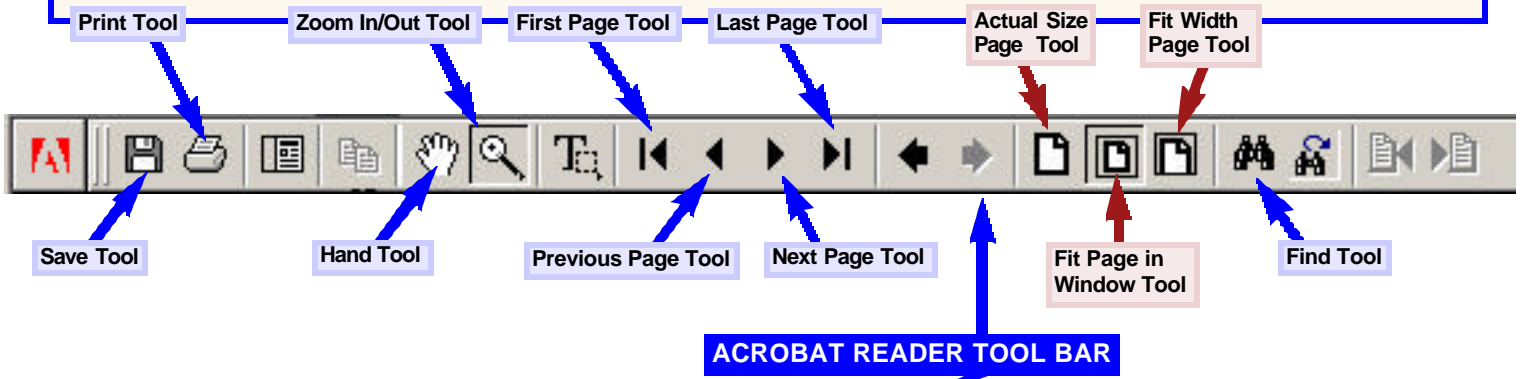 Print Tool
Zoom In/Out Tool
First Page Tool
Last Page Tool
Actual Size
Page Tool
Fit Width
Page Tool
T
Save Tool
Hand Tool
Previous Page Tool
Next Page Tool
Fit Page in
Window Tool
Find Tool
ACROBAT READER TOOL BAR